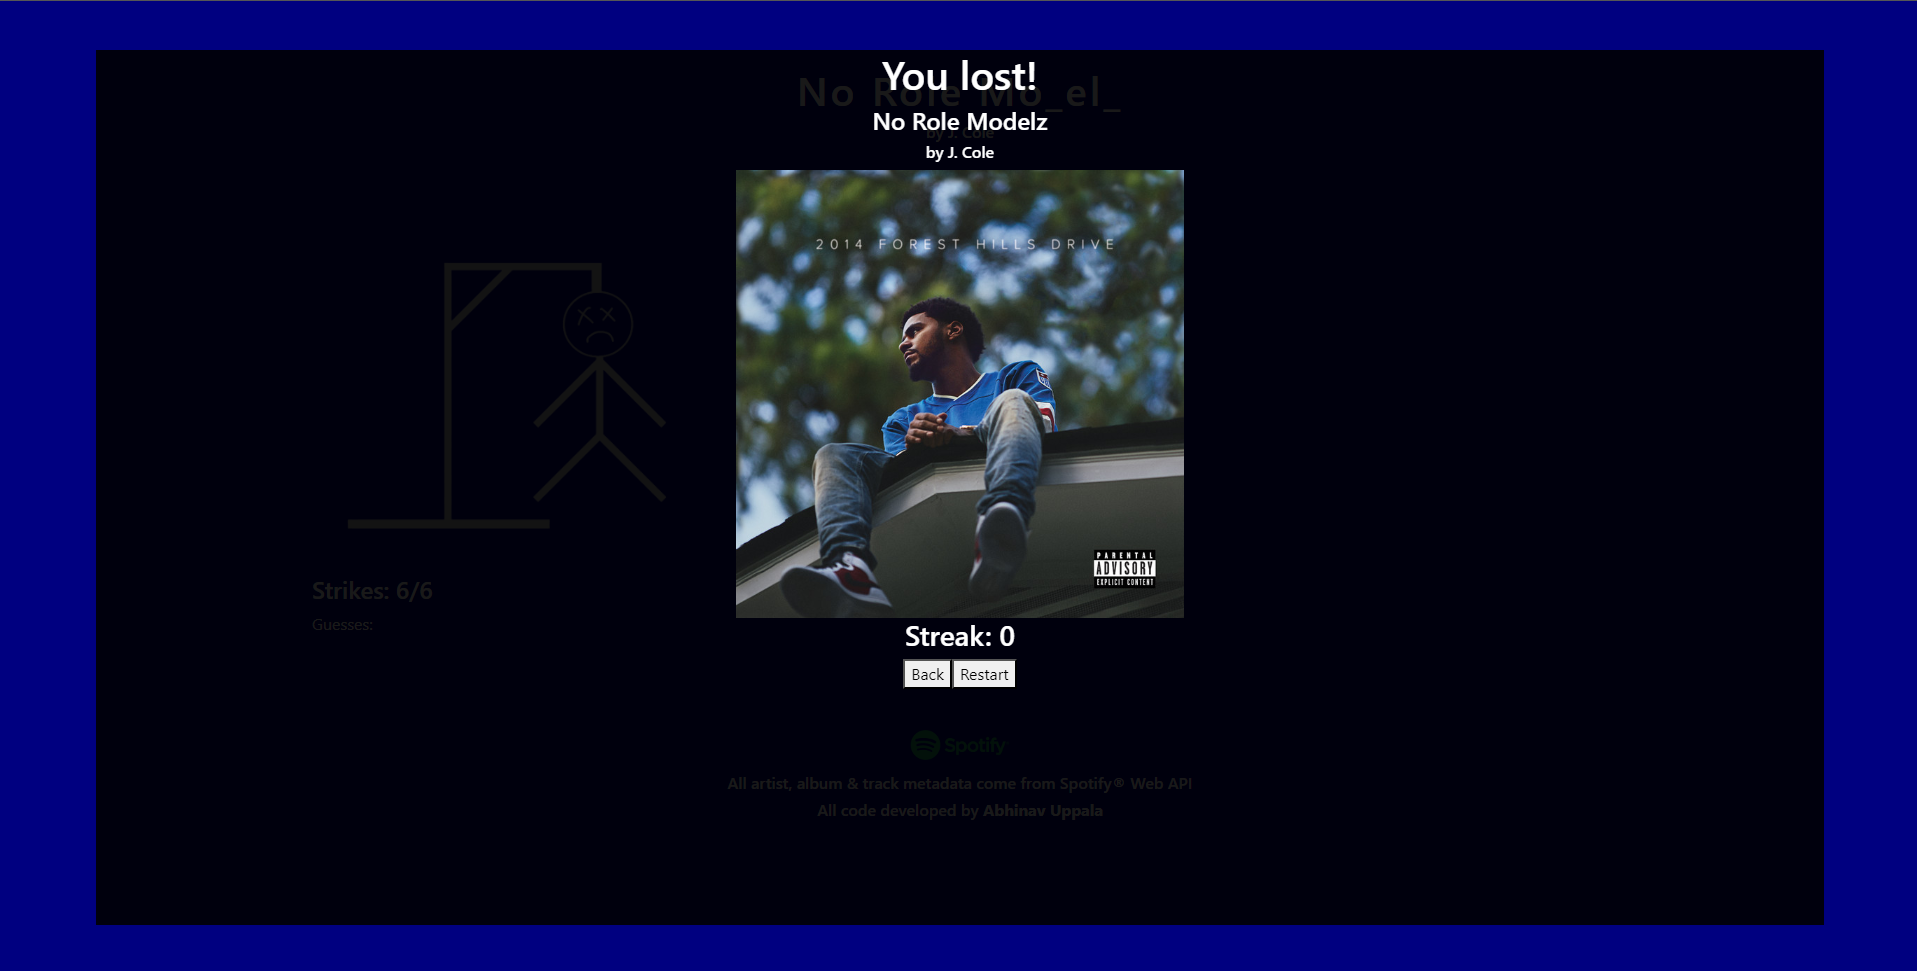 You lost!
No Role Mo_el_
No Role Modelz
by J. Cole
by J. Cole
2014 FOREST HILLS DRIVE
PARENTAL
ADVISORY
EXPLICIT CONTENT
Strikes: 6/6
Guesses:
Streak: 0
Back Restart
Spotify
All artist, album & track metadata come from Spotify® Web API
All code developed by Abhinav Uppala